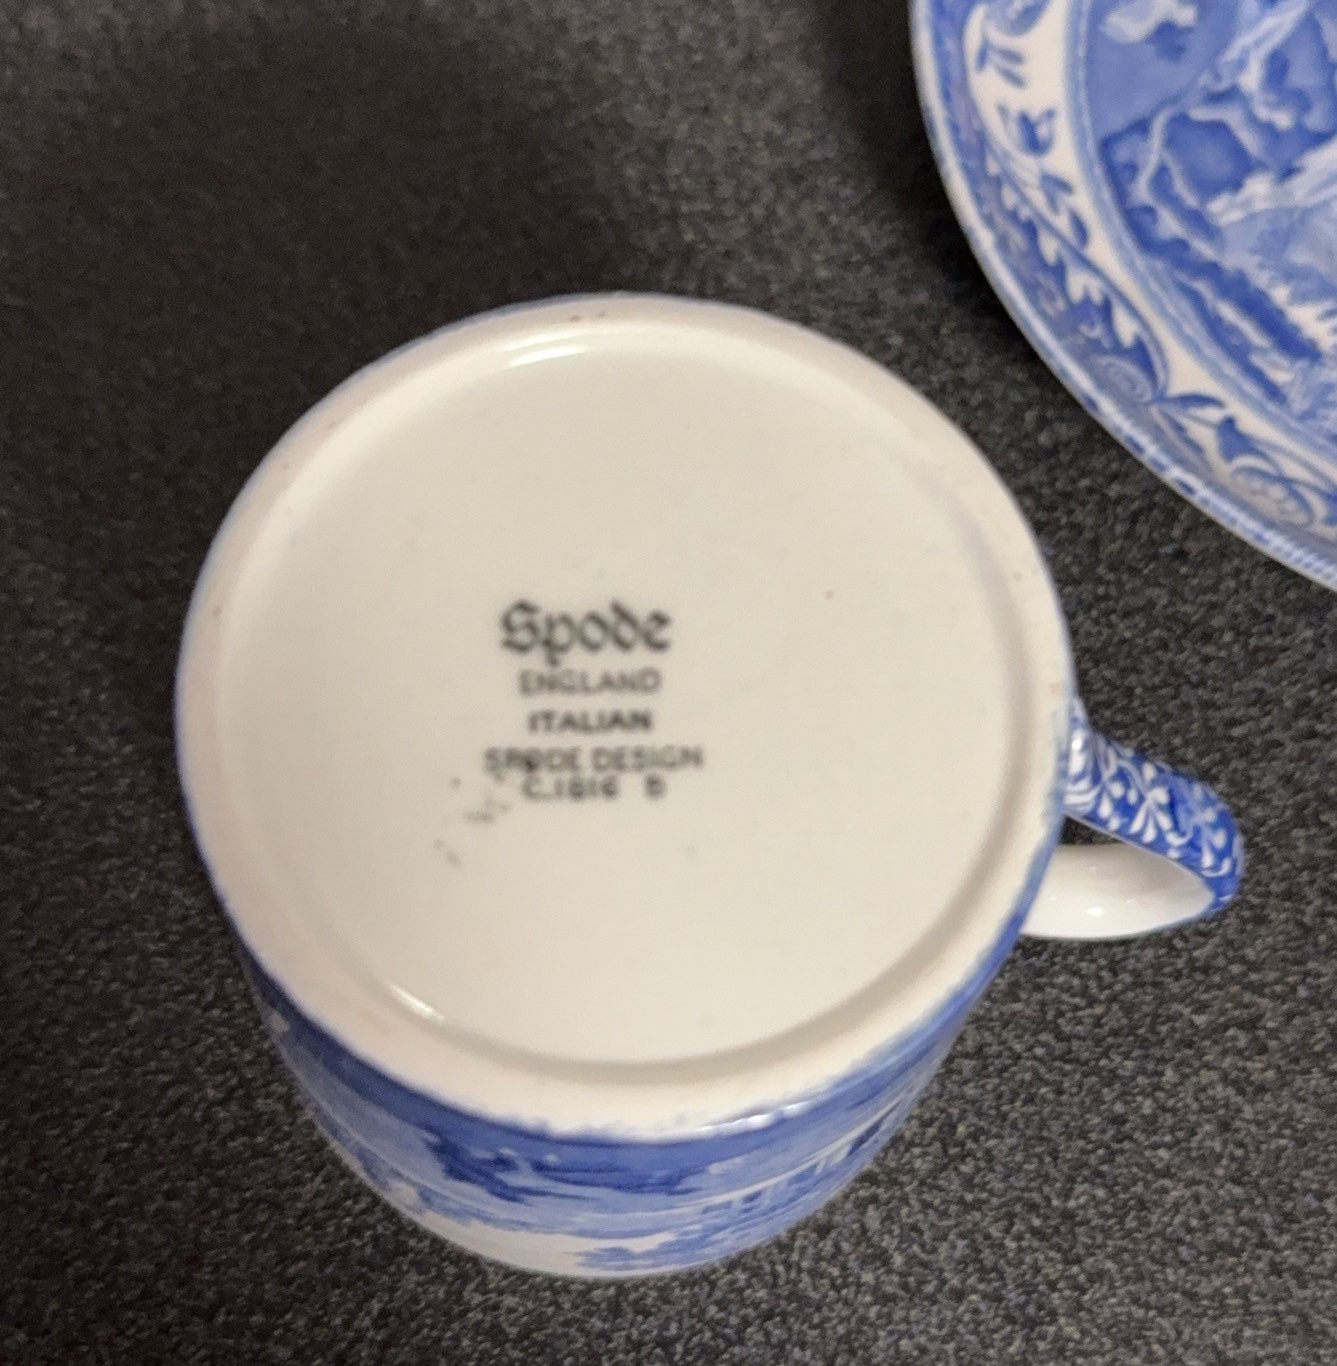 Spode
ENGLAND
ITALIAN
SPODE DESIGN
C.1816 D